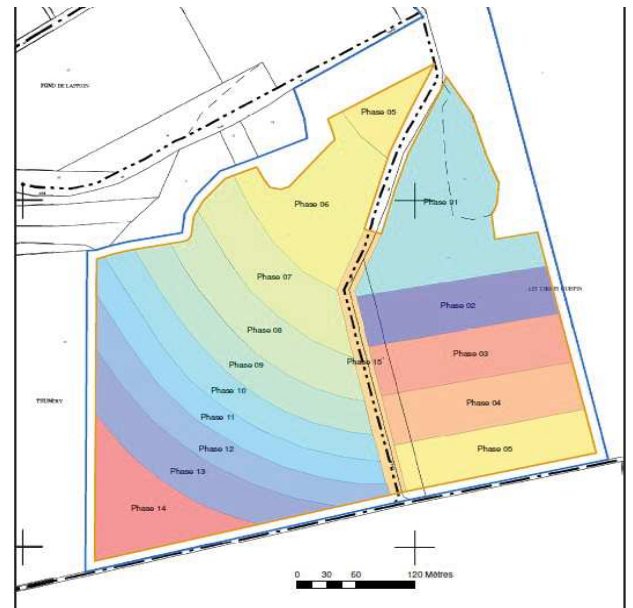 FOND DE LAFFOIN
Phase 05
Phase 01
Phase 06
Phase 07
Phase 02
Phase 08
Phase 03
Phase 15
Phase 09
Phase 10
THUMERY
Phase 04
Phase 11
Phase 12
Phase 05
Phase 13
Phase 14
0 30 60 120 Mètres